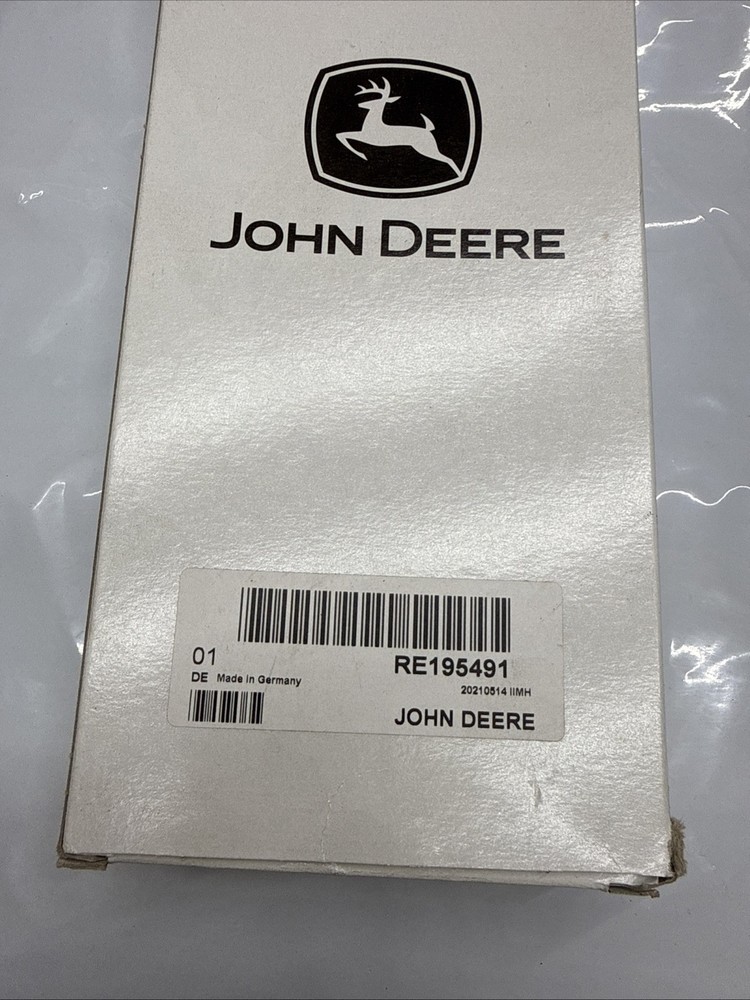 JOHN DEERE
01
RE195491
DE Made in Germany
20210514 IIMH
JOHN DEERE